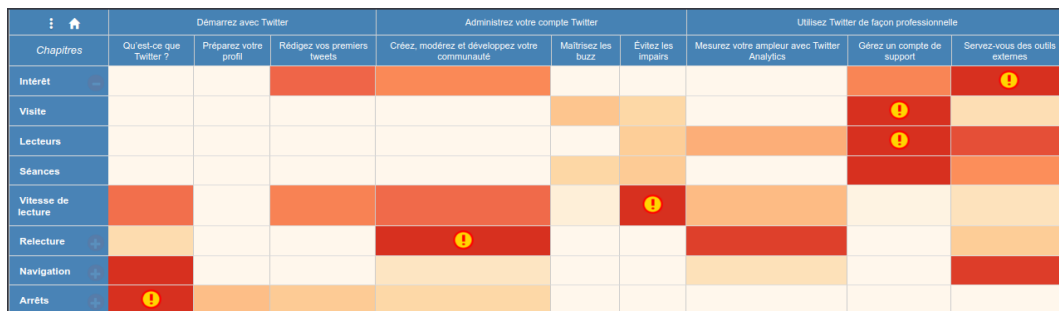 Démarrez avec Twitter
Administrez votre compte Twitter
Utilisez Twitter de façon professionnelle
Chapitres
Qu'est-ce que
Twitter ?
Préparez votre
profil
Rédigez vos premiers
tweets
Créez, modérez et développez votre
communauté
Maîtrisez les
buzz
Évitez les
impairs
Mesurez votre ampleur avec Twitter
Analytics
Gérez un compte de
support
Servez-vous des outils
externes
Intérêt
Visite
Lecteurs
Séances
Vitesse de
lecture
Relecture
Navigation
Arrêts